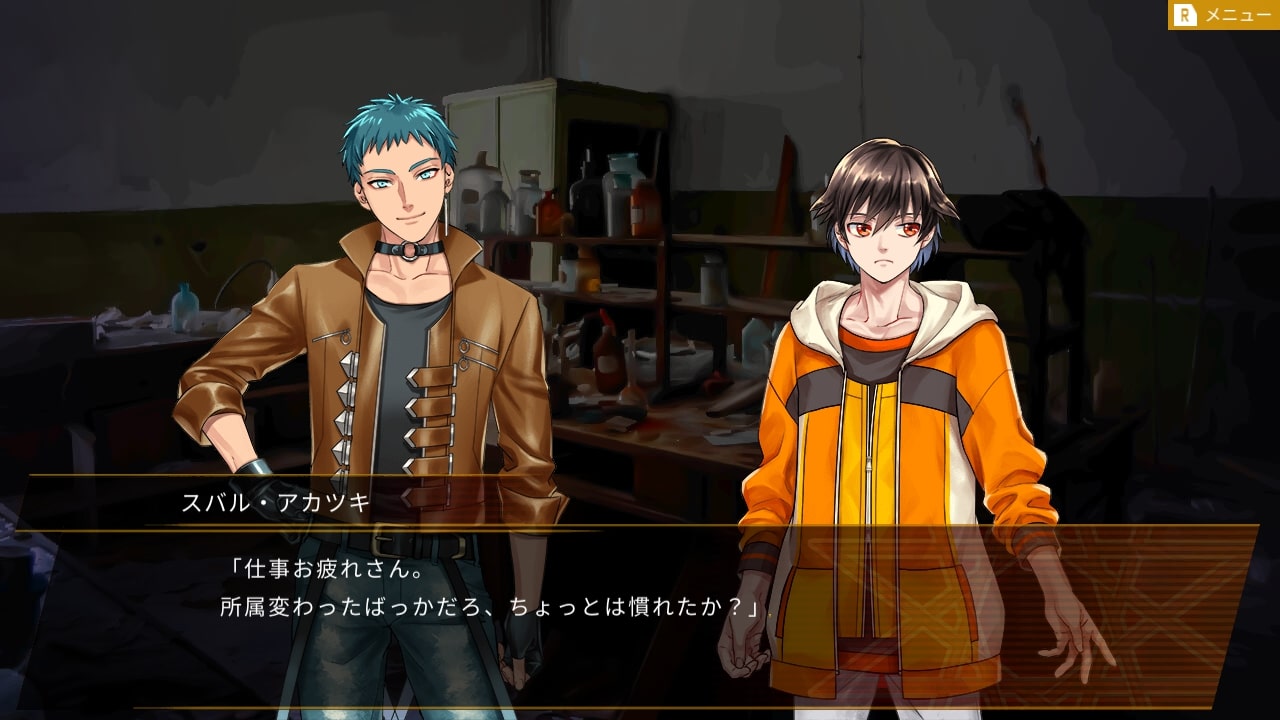 R メニュー
スバル・アカツキ
「仕事お疲れさん。
所属変わったばっかだろ、ちょっとは慣れたか？」